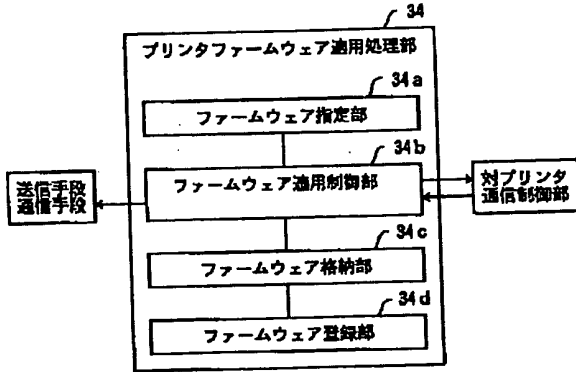 34
プリンタファームウェア適用処理部
34a
ファームウェア指定部
34b
ファームウェア適用制御部
送信手段
通信手段
対プリンタ
通信制御部
34c
ファームウェア格納部
34d
ファームウェア登録部